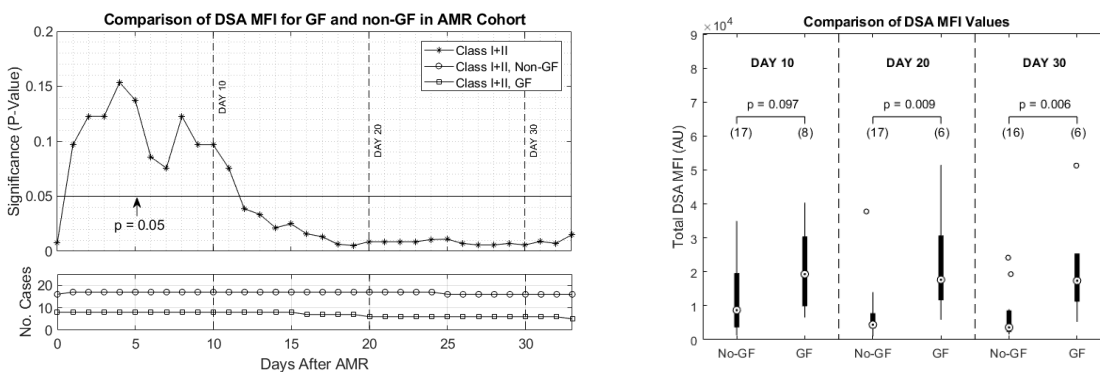 Comparison of DSA MFI for GF and non-GF in AMR Cohort
Significance (P-Value)
0.2
0.15
0.1
0.05
0
Class I+II
Class I+II, Non-GF
Class I+II, GF
DAY 10
DAY 20
DAY 30
p = 0.05
No. Cases
20
10
0
0 5 10 15 20 25 30
Days After AMR
Comparison of DSA MFI Values
×10⁴
Total DSA MFI (AU)
9
8
7
6
5
4
3
2
1
0
DAY 10 DAY 20 DAY 30
p = 0.097 p = 0.009 p = 0.006
(17) (8) (17) (6) (16) (6)
No-GF GF No-GF GF No-GF GF